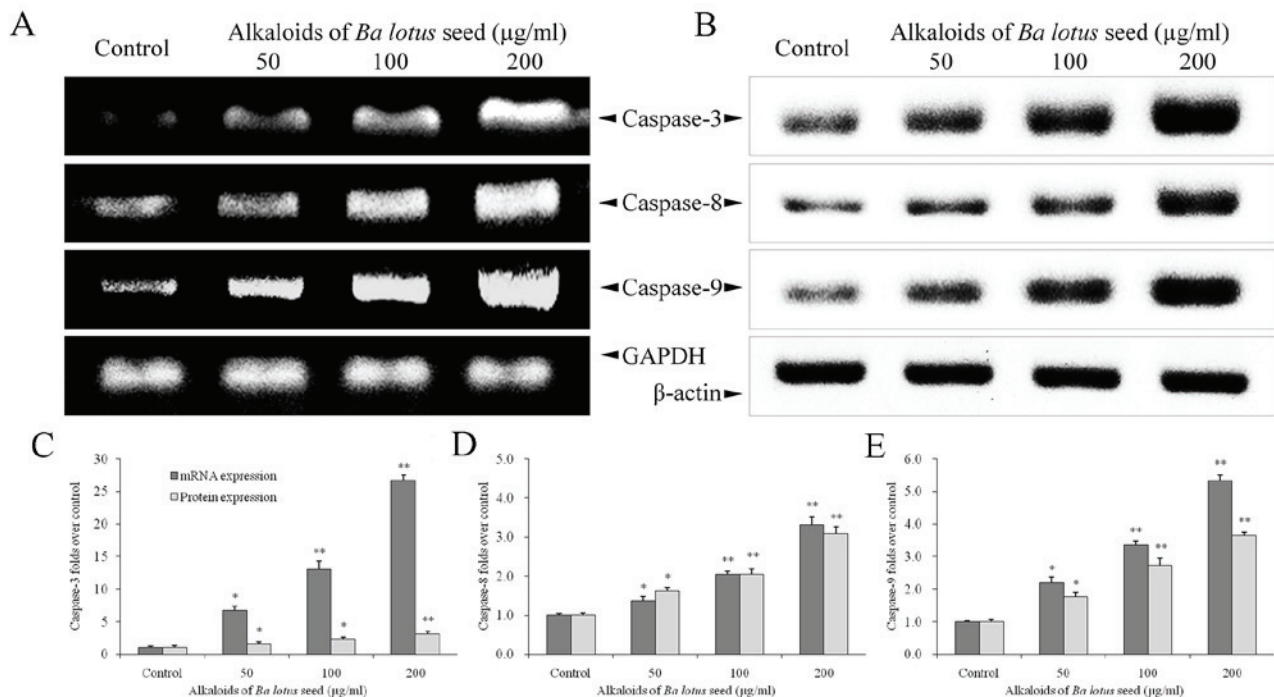 A
Control
Alkaloids of Ba lotus seed (µg/ml)
50 100 200
B
Control
Alkaloids of Ba lotus seed (µg/ml)
50 100 200
Caspase-3
Caspase-8
Caspase-9
GAPDH
β-actin
C
Caspase-3 folds over control
30
25
20
15
10
5
0
mRNA expression
Protein expression
* * ** * ** **
Control 50 100 200
Alkaloids of Ba lotus seed (µg/ml)
D
Caspase-8 folds over control
5.0
4.0
3.0
2.0
1.0
0.0
* * ** ** ** **
Control 50 100 200
Alkaloids of Ba lotus seed (µg/ml)
E
Caspase-9 folds over control
6.0
5.0
4.0
3.0
2.0
1.0
0.0
* * ** ** ** **
Control 50 100 200
Alkaloids of Ba lotus seed (µg/ml)